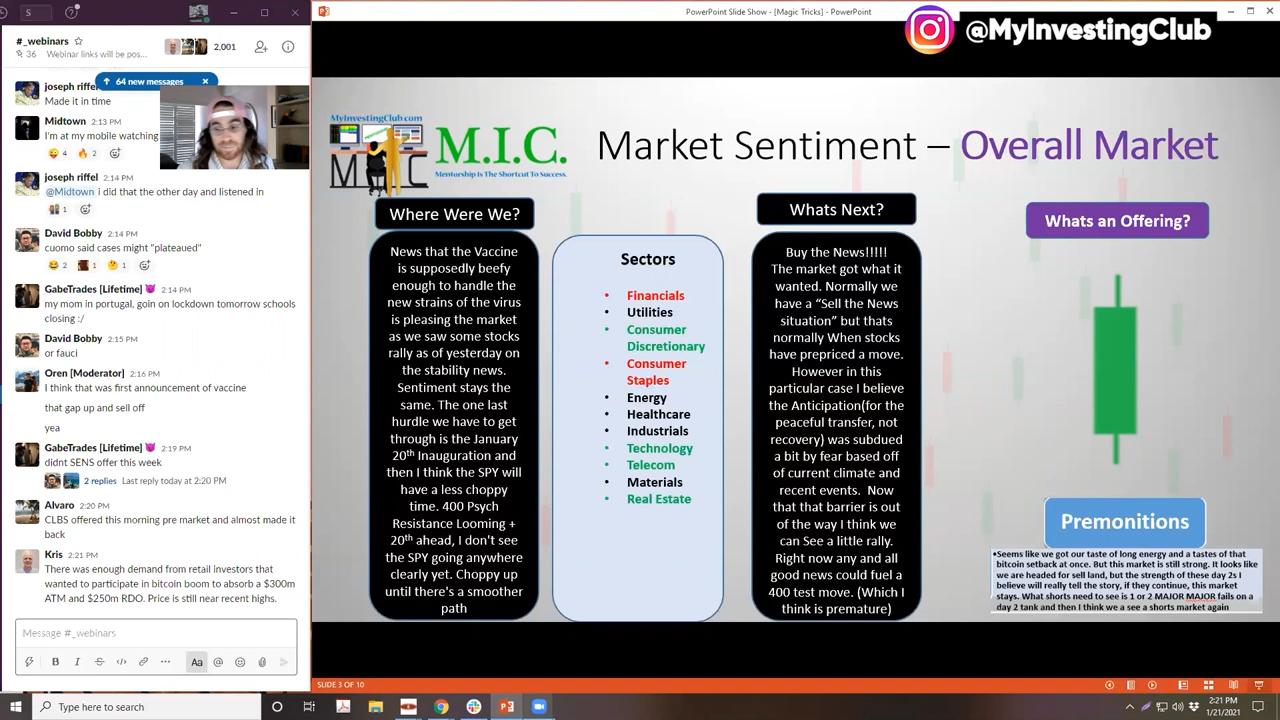 PowerPoint Slide Show - [Magic Tricks] - PowerPoint
@MyInvestingClub
S
#_webinars
36 Webinar links will be pos...
2,001
64 new messages
joseph riffel
Made it in time
Midtown 2:13 PM
I'm at my mobile watching
4 2
joseph riffel 2:14 PM
@Midtown i did that the other day and listened in
1
David Bobby 2:14 PM
cuomo said cases might "plateaued"
2 1 1
GabeTrades [Lifetime] 2:14 PM
my mom in portugal, goin on lockdown tomorrow schools
closing :/
David Bobby 2:15 PM
or fauci
Oren [Moderator] 2:16 PM
I think that was first announcement of vaccine
that gap up and sell off
yea
GabeTrades [Lifetime] 2:19 PM
didnt SENS offer this week
2 replies Last reply today at 2:20 PM
Alvaro 2:20 PM
CLBS offered this morning pre market and almost made it
back
Kris 2:21 PM
There was enough demand from retail investors that
wanted to participate in bitcoin boom to absorb a $300m
ATM and $250m RDO. Price is still near recent highs.
Message #_webinars
B I S Aa @
MyInvestingClub.com
MIC
M.I.C.
Mentorship Is The Shortcut To Success.
Market Sentiment – Overall Market
Where Were We?
News that the Vaccine
is supposedly beefy
enough to handle the
new strains of the virus
is pleasing the market
as we saw some stocks
rally as of yesterday on
the stability news.
Sentiment stays the
same. The one last
hurdle we have to get
through is the January
20th Inauguration and
then I think the SPY will
have a less choppy
time. 400 Psych
Resistance Looming +
20th ahead, I don't see
the SPY going anywhere
clearly yet. Choppy up
until there's a smoother
path
Sectors
• Financials
• Utilities
• Consumer
Discretionary
• Consumer
Staples
• Energy
• Healthcare
• Industrials
• Technology
• Telecom
• Materials
• Real Estate
Whats Next?
Buy the News!!!!!
The market got what it
wanted. Normally we
have a “Sell the News
situation” but thats
normally When stocks
have prepriced a move.
However in this
particular case I believe
the Anticipation(for the
peaceful transfer, not
recovery) was subdued
a bit by fear based off
of current climate and
recent events. Now
that that barrier is out
of the way I think we
can See a little rally.
Right now any and all
good news could fuel a
400 test move. (Which I
think is premature)
Whats an Offering?
Premonitions
•Seems like we got our taste of long energy and a tastes of that
bitcoin setback at once. But this market is still strong. It looks like
we are headed for sell land, but the strength of these day 2s I
believe will really tell the story, if they continue, this market
stays. What shorts need to see is 1 or 2 MAJOR MAJOR fails on a
day 2 tank and then I think we a see a shorts market again
SLIDE 3 OF 10
Type here to search
2:21 PM
1/21/2021